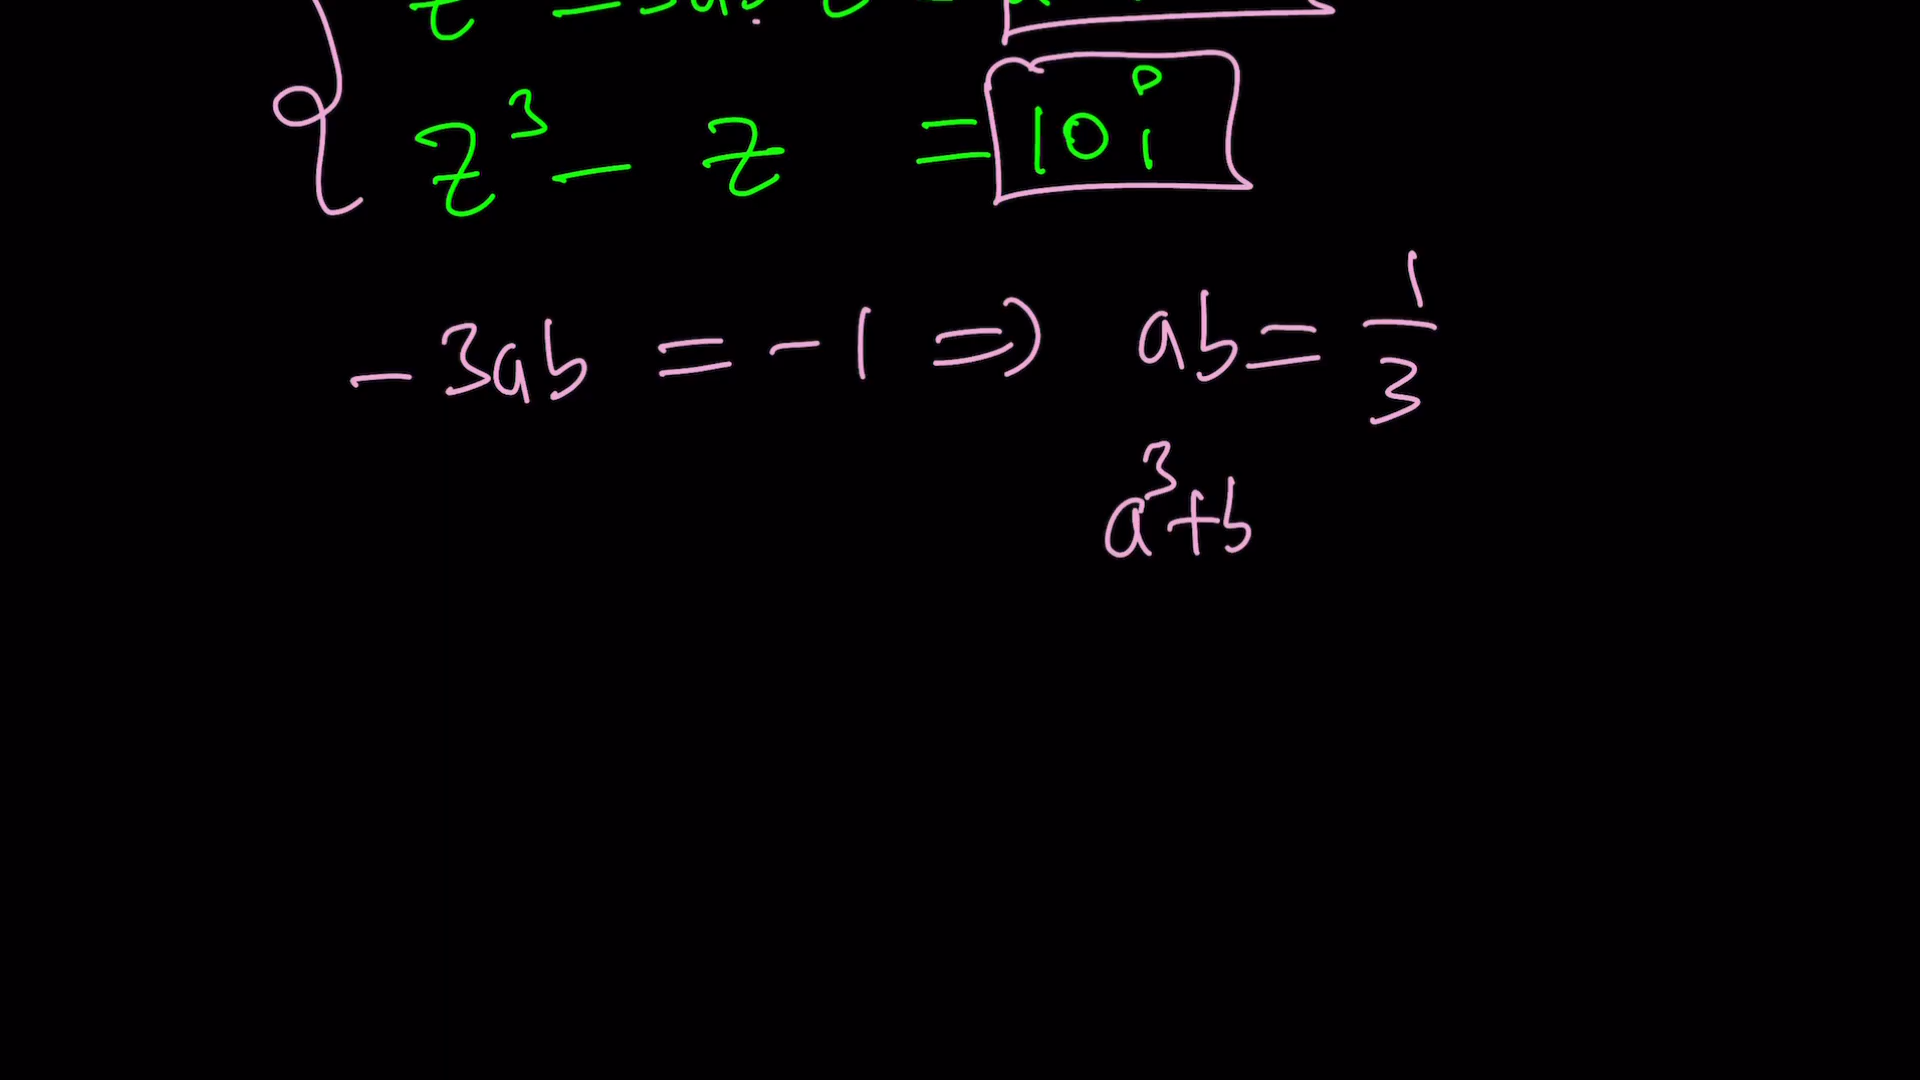 z³ - z = 10i
-3ab = -1 ⇒ ab = 1/3
a³+b